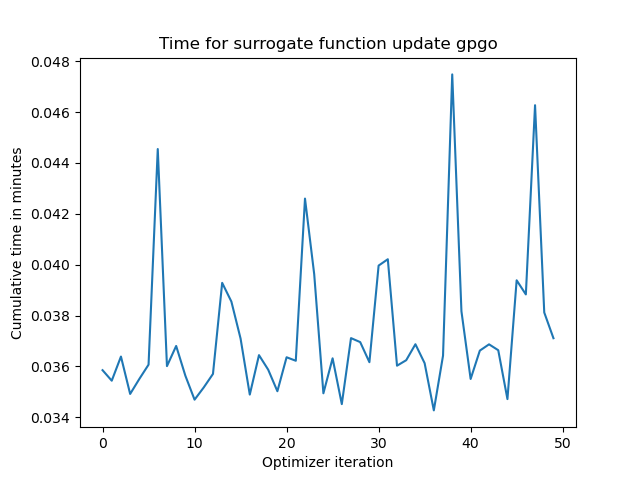 Time for surrogate function update gpgo
Cumulative time in minutes
0.048
0.046
0.044
0.042
0.040
0.038
0.036
0.034
0 10 20 30 40 50
Optimizer iteration